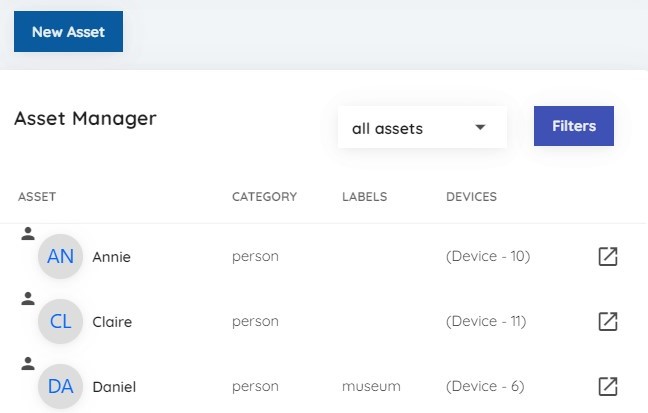 New Asset
Asset Manager
all assets
Filters
ASSET CATEGORY LABELS DEVICES
AN Annie person (Device - 10)
CL Claire person (Device - 11)
DA Daniel person museum (Device - 6)